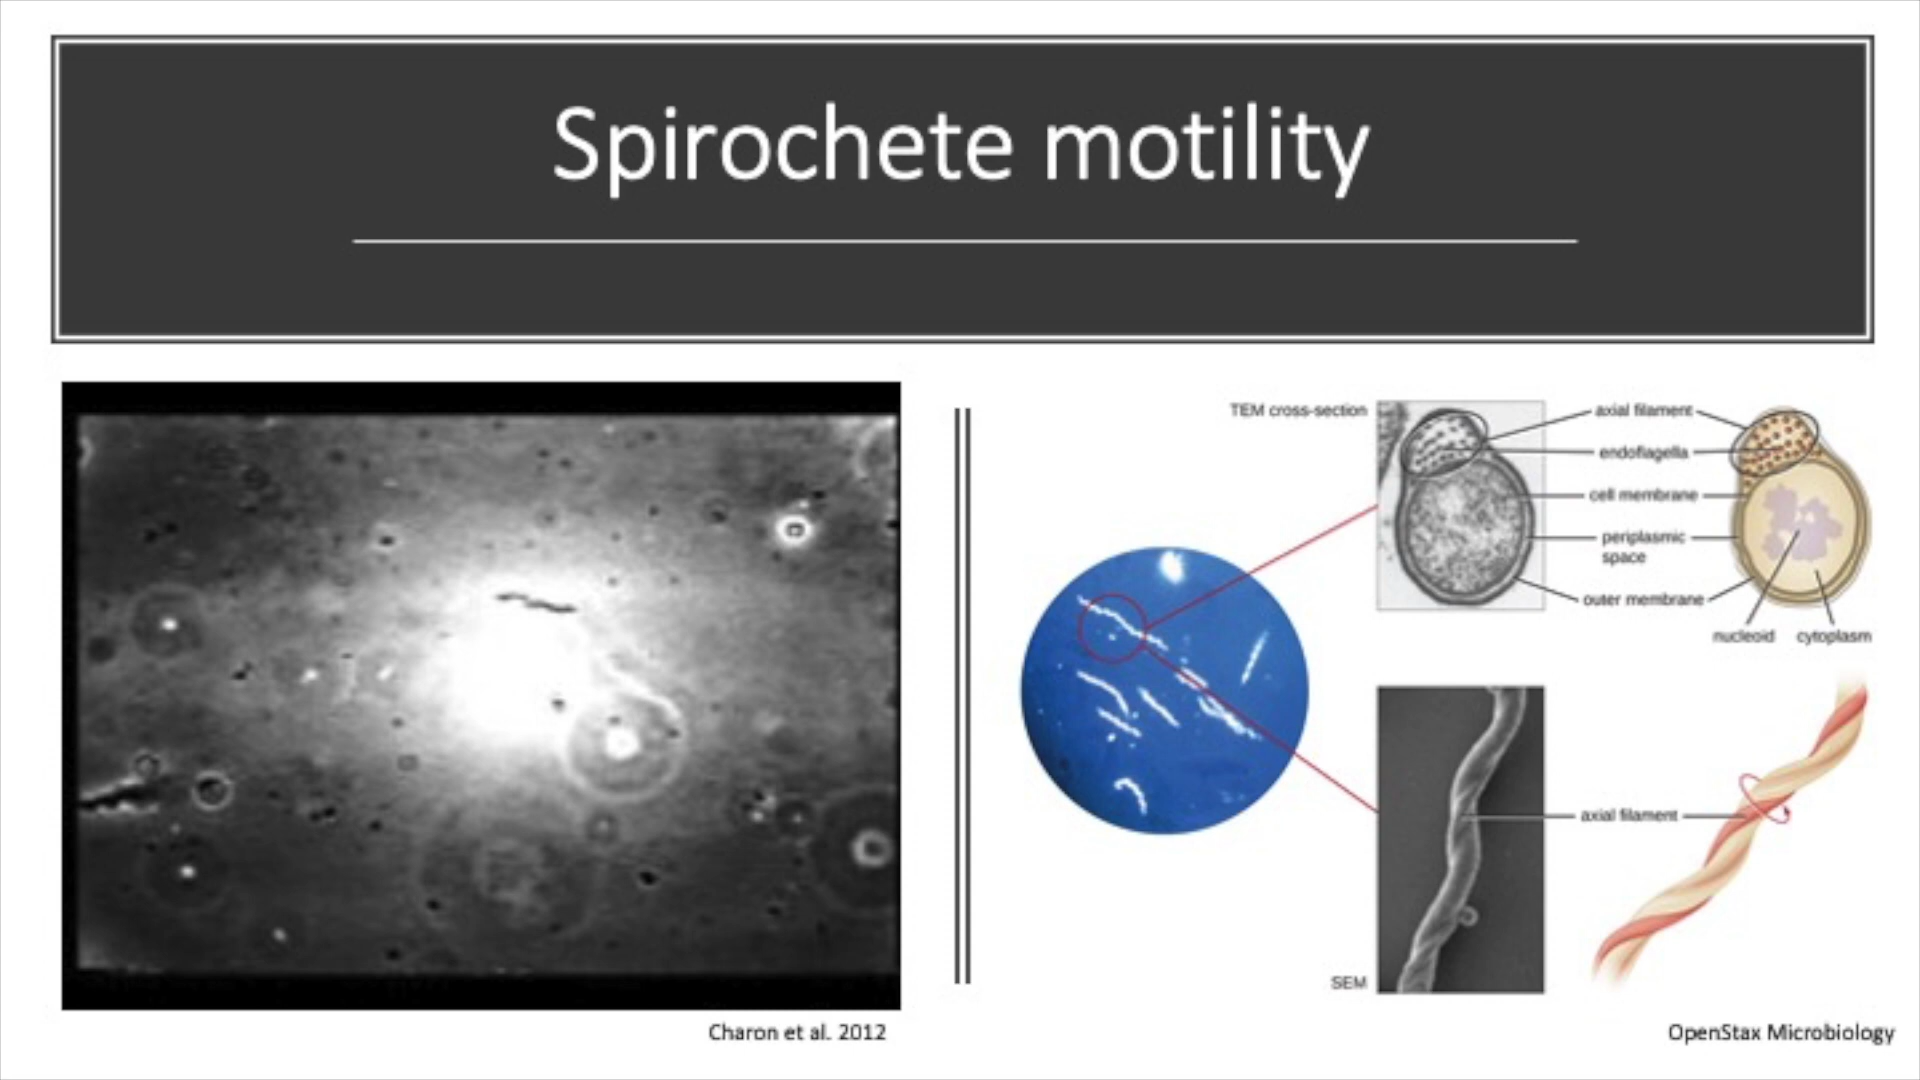 Spirochete motility
TEM cross-section
axial filament
endoflagella
cell membrane
periplasmic
space
outer membrane
nucleoid cytoplasm
axial filament
SEM
Charon et al. 2012
OpenStax Microbiology